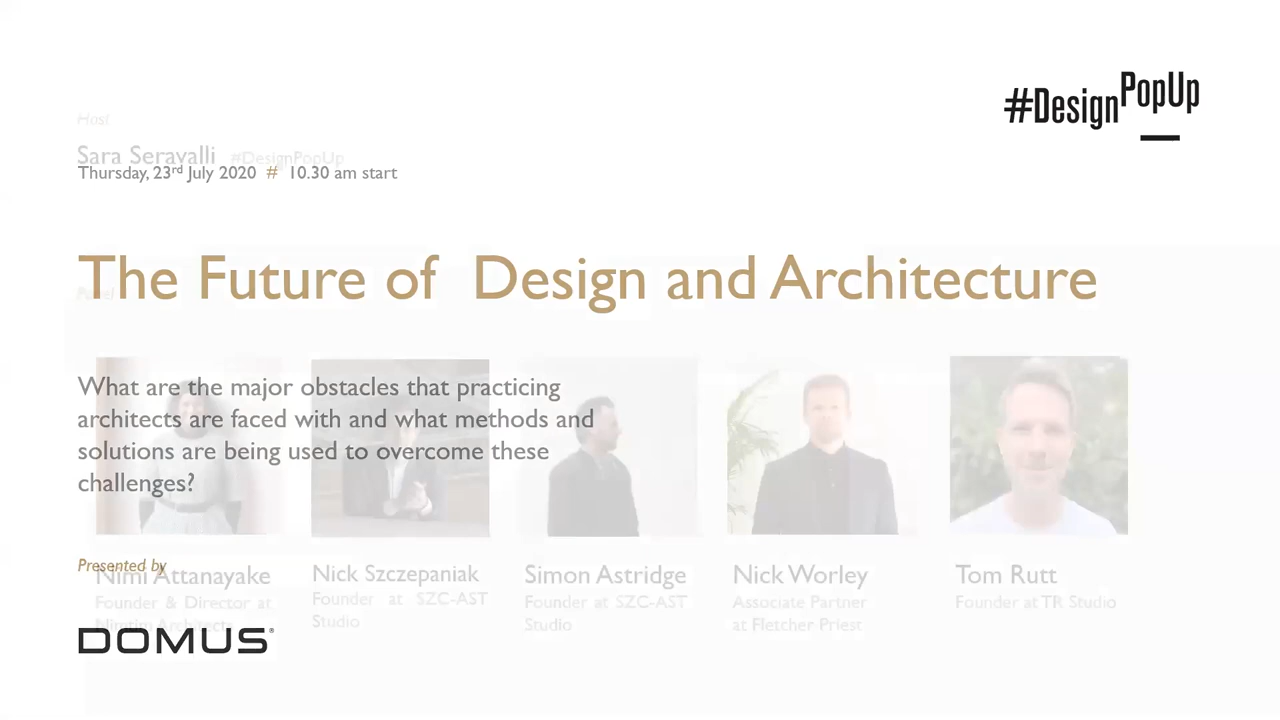 #DesignPopUp
Host
Sara Seravalli #DesignPopUp
Thursday, 23rd July 2020 # 10.30 am start
The Future of Design and Architecture
Panel
What are the major obstacles that practicing
architects are faced with and what methods and
solutions are being used to overcome these
challenges?
Presented by
Nimi Attanayake
Founder & Director at
Nimtim Architects
Nick Szczepaniak
Founder at SZC-AST
Studio
Simon Astridge
Founder at SZC-AST
Studio
Nick Worley
Associate Partner
at Fletcher Priest
Tom Rutt
Founder at TR Studio
DOMUS®